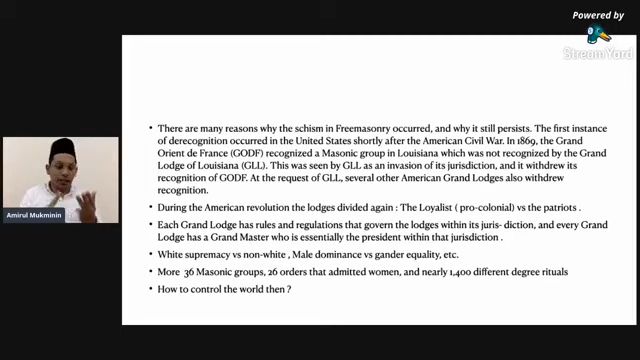 Powered by
StreamYard
• There are many reasons why the schism in Freemasonry occurred, and why it still persists. The first instance
of derecognition occurred in the United States shortly after the American Civil War. In 1869, the Grand
Orient de France (GODF) recognized a Masonic group in Louisiana which was not recognized by the Grand
Lodge of Louisiana (GLL). This was seen by GLL as an invasion of its jurisdiction, and it withdrew its
recognition of GODF. At the request of GLL, several other American Grand Lodges also withdrew
recognition.
• During the American revolution the lodges divided again : The Loyalist ( pro-colonial) vs the patriots .
• Each Grand Lodge has rules and regulations that govern the lodges within its juris- diction, and every Grand
Lodge has a Grand Master who is essentially the president within that jurisdiction .
• White supremacy vs non-white , Male dominance vs gander equality, etc.
• More 36 Masonic groups, 26 orders that admitted women, and nearly 1,400 different degree rituals
• How to control the world then ?
Amirul Mukminin